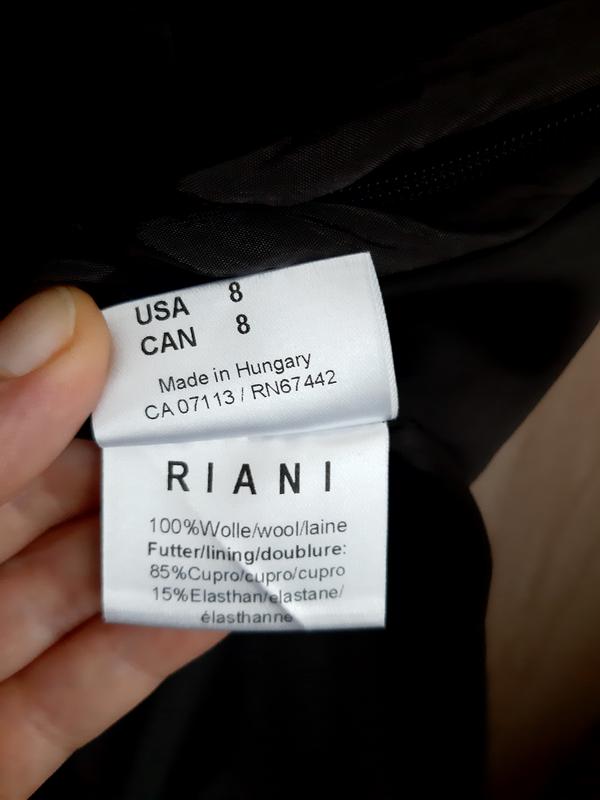 USA 8
CAN 8
Made in Hungary
CA 07113 / RN67442
RIANI
100%Wolle/wool/laine
Futter/lining/doublure:
85%Cupro/cupro/cupro
15%Elasthan/elastane/
élasthanne